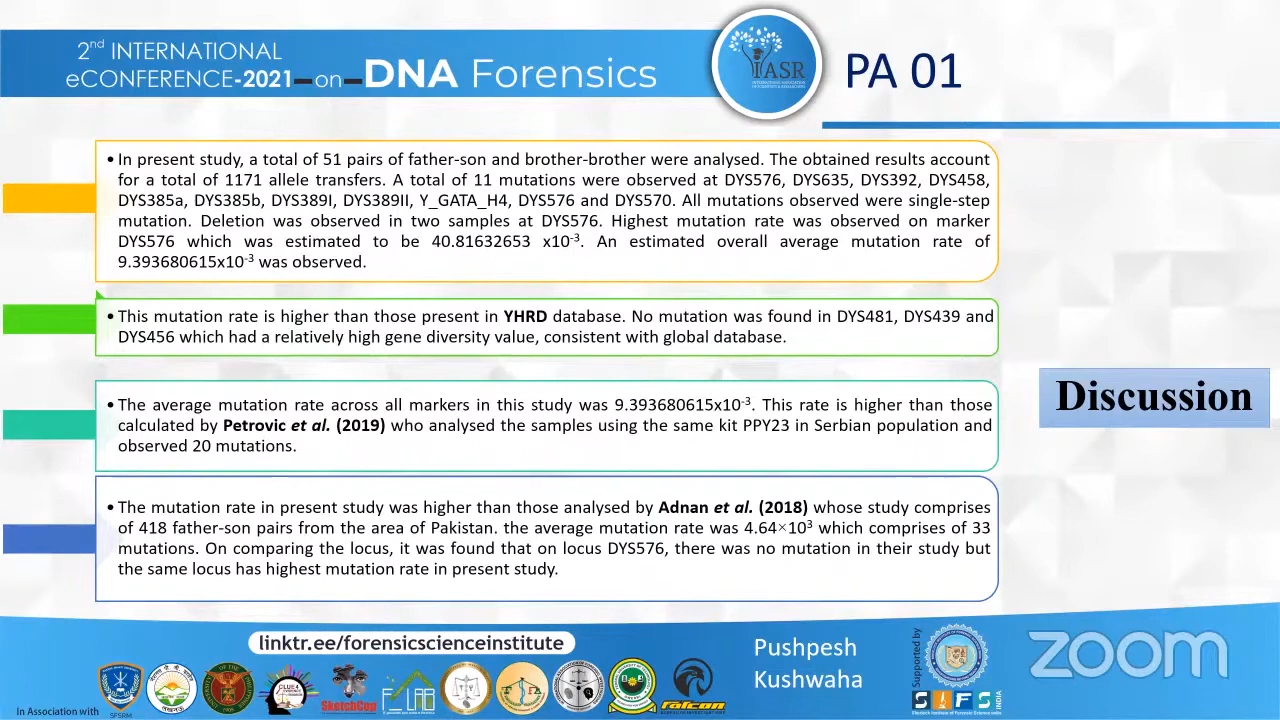 2nd INTERNATIONAL
eCONFERENCE-2021-on-DNA Forensics
IASR
PA 01
• In present study, a total of 51 pairs of father-son and brother-brother were analysed. The obtained results account
for a total of 1171 allele transfers. A total of 11 mutations were observed at DYS576, DYS635, DYS392, DYS458,
DYS385a, DYS385b, DYS389I, DYS389II, Y_GATA_H4, DYS576 and DYS570. All mutations observed were single-step
mutation. Deletion was observed in two samples at DYS576. Highest mutation rate was observed on marker
DYS576 which was estimated to be 40.81632653 x10-3. An estimated overall average mutation rate of
9.393680615x10-3 was observed.
• This mutation rate is higher than those present in YHRD database. No mutation was found in DYS481, DYS439 and
DYS456 which had a relatively high gene diversity value, consistent with global database.
• The average mutation rate across all markers in this study was 9.393680615x10-3. This rate is higher than those
calculated by Petrovic et al. (2019) who analysed the samples using the same kit PPY23 in Serbian population and
observed 20 mutations.
• The mutation rate in present study was higher than those analysed by Adnan et al. (2018) whose study comprises
of 418 father-son pairs from the area of Pakistan. the average mutation rate was 4.64×103 which comprises of 33
mutations. On comparing the locus, it was found that on locus DYS576, there was no mutation in their study but
the same locus has highest mutation rate in present study.
Discussion
linktr.ee/forensicscienceinstitute
Pushpesh
Kushwaha
Supported by
SIFS
INDIA
zoom
In Association with
SFSRM
SketchCop
falcon